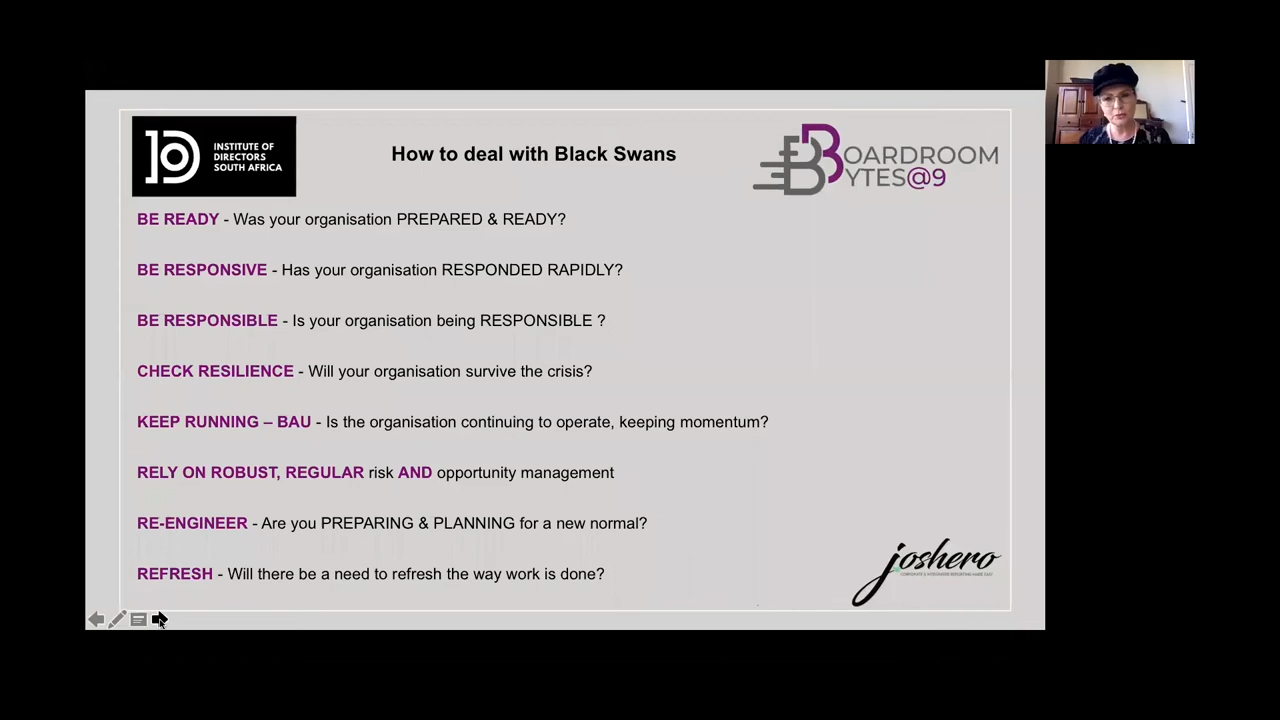 INSTITUTE OF
DIRECTORS
SOUTH AFRICA
How to deal with Black Swans
BOARDROOM
BYTES@9
BE READY - Was your organisation PREPARED & READY?
BE RESPONSIVE - Has your organisation RESPONDED RAPIDLY?
BE RESPONSIBLE - Is your organisation being RESPONSIBLE ?
CHECK RESILIENCE - Will your organisation survive the crisis?
KEEP RUNNING – BAU - Is the organisation continuing to operate, keeping momentum?
RELY ON ROBUST, REGULAR risk AND opportunity management
RE-ENGINEER - Are you PREPARING & PLANNING for a new normal?
REFRESH - Will there be a need to refresh the way work is done?
joshero